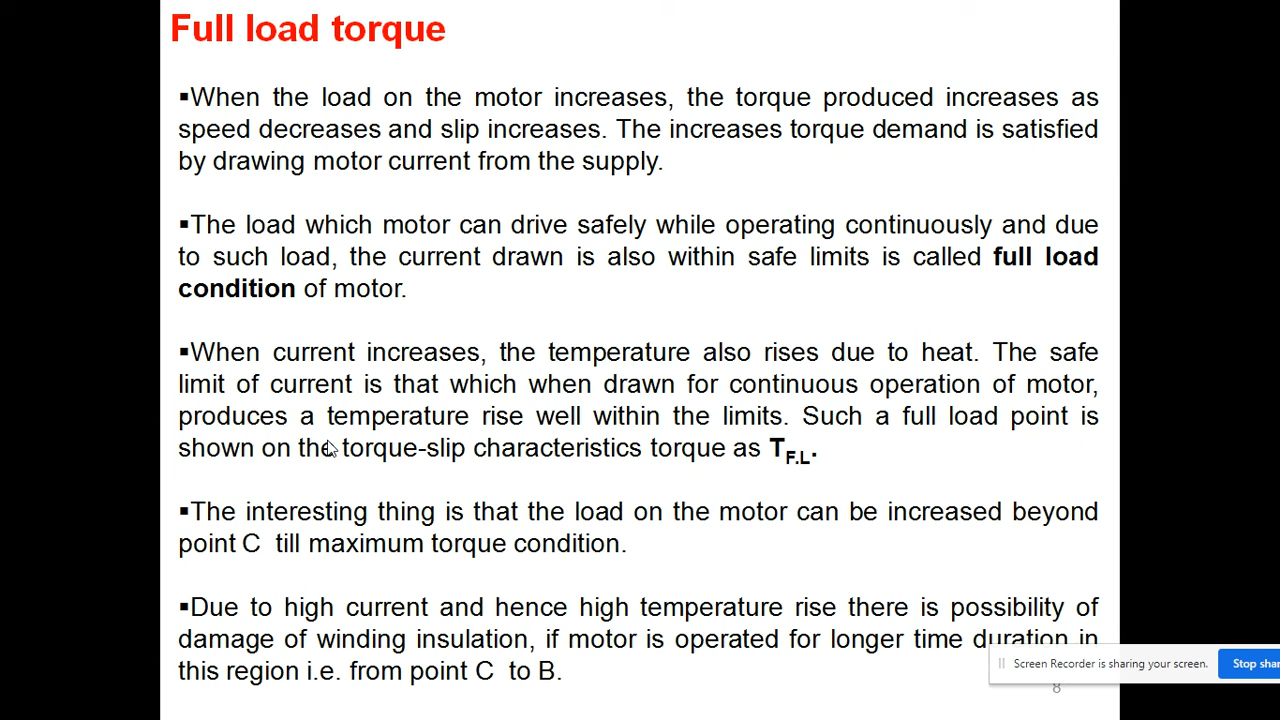 Full load torque
▪When the load on the motor increases, the torque produced increases as
speed decreases and slip increases. The increases torque demand is satisfied
by drawing motor current from the supply.
▪The load which motor can drive safely while operating continuously and due
to such load, the current drawn is also within safe limits is called full load
condition of motor.
▪When current increases, the temperature also rises due to heat. The safe
limit of current is that which when drawn for continuous operation of motor,
produces a temperature rise well within the limits. Such a full load point is
shown on the torque-slip characteristics torque as TF.L.
▪The interesting thing is that the load on the motor can be increased beyond
point C till maximum torque condition.
▪Due to high current and hence high temperature rise there is possibility of
damage of winding insulation, if motor is operated for longer time duration in
this region i.e. from point C to B.
Screen Recorder is sharing your screen.
Stop shar
8